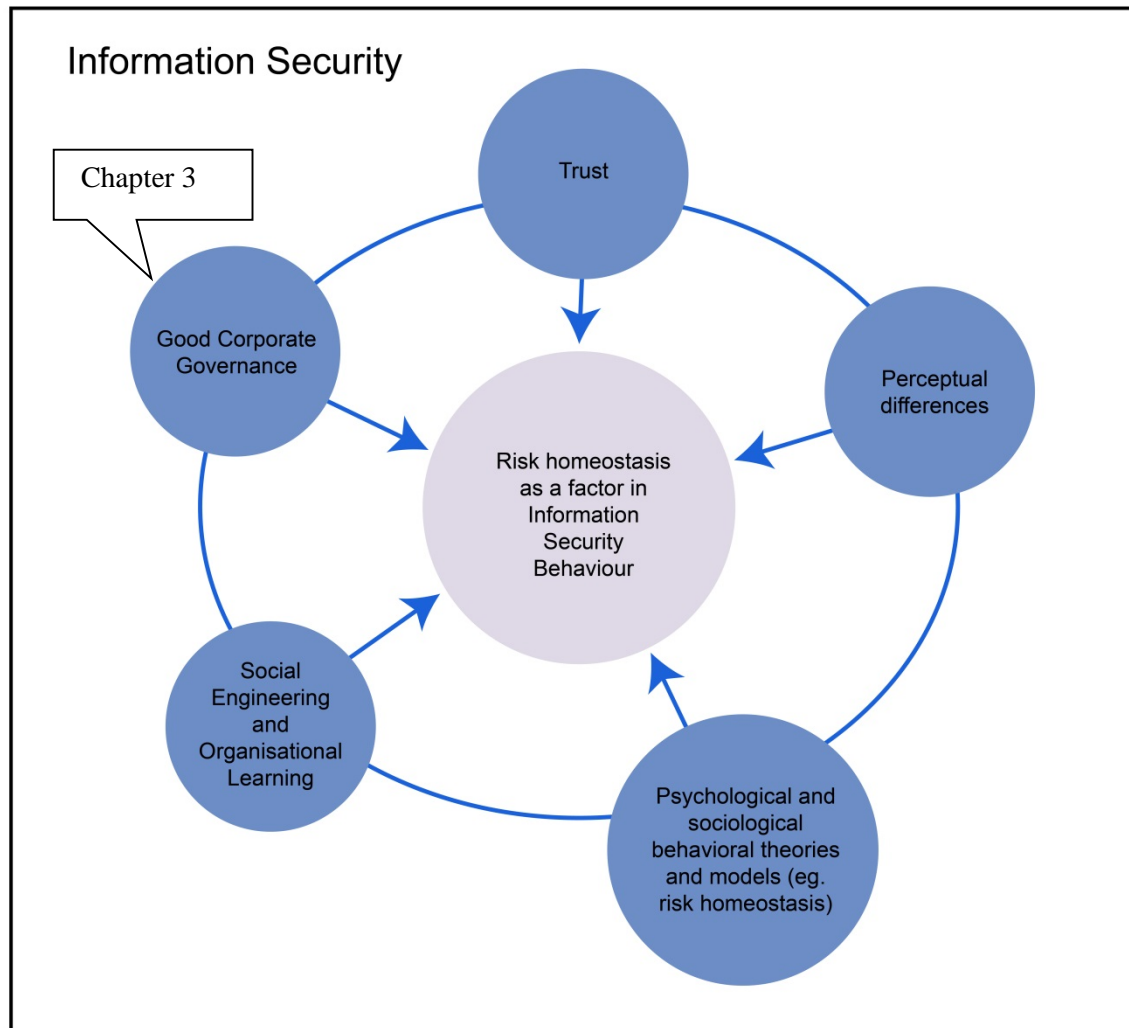 Information Security
Chapter 3
Trust
Good Corporate
Governance
Perceptual
differences
Risk homeostasis
as a factor in
Information
Security
Behaviour
Social
Engineering
and
Organisational
Learning
Psychological and
sociological
behavioral theories
and models (eg.
risk homeostasis)